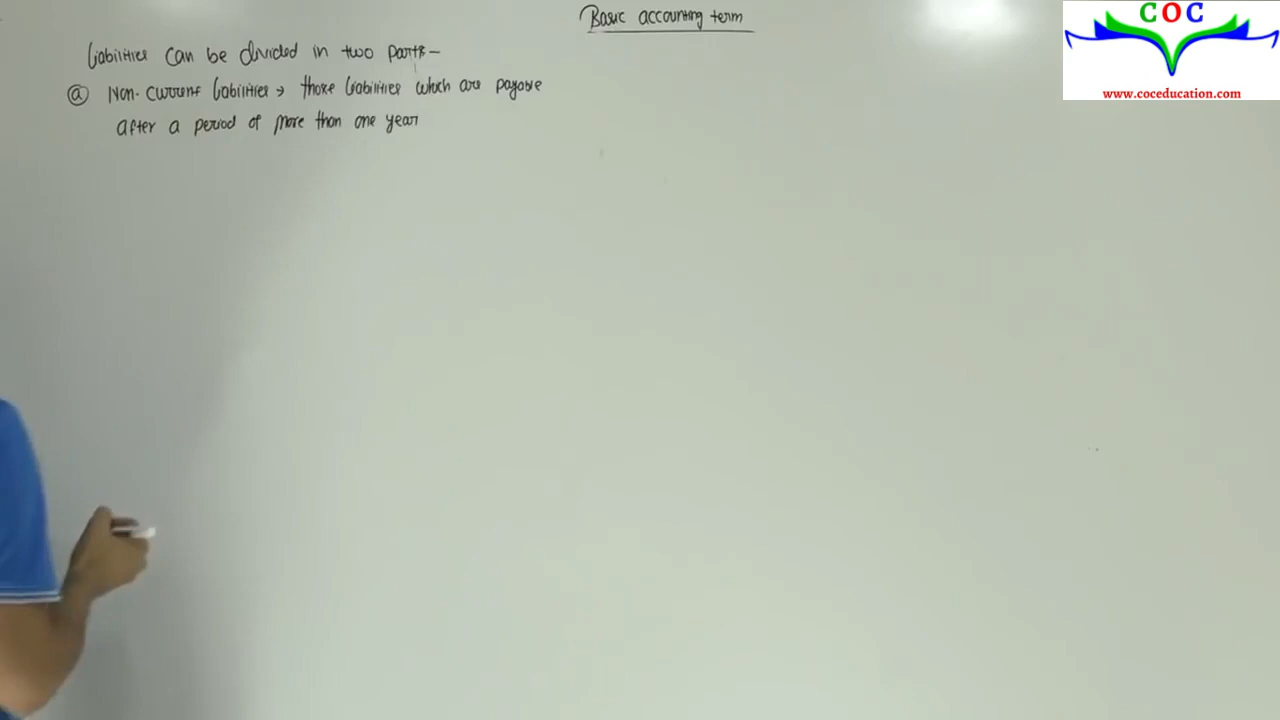 Basic accounting term
COC
www.coceducation.com
Liabilities can be divided in two parts-
ⓐ Non-current liabilities → those liabilities which are payable
after a period of more than one year